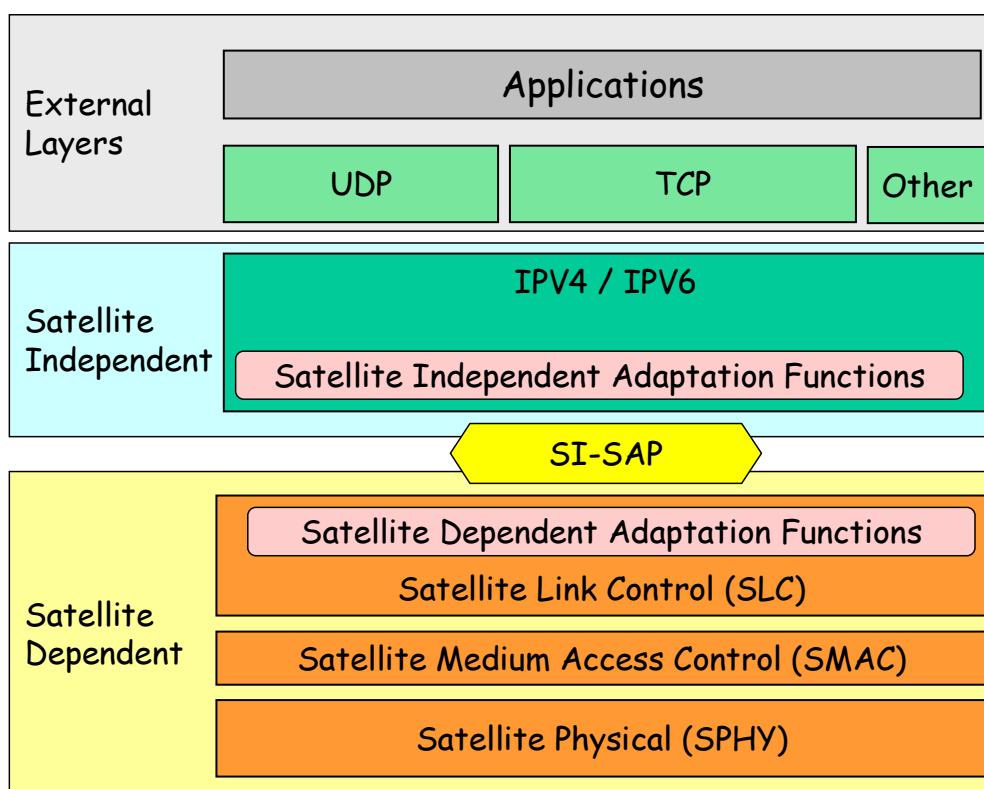 External
Layers
Applications
UDP
TCP
Other
Satellite
Independent
IPV4 / IPV6
Satellite Independent Adaptation Functions
SI-SAP
Satellite
Dependent
Satellite Dependent Adaptation Functions
Satellite Link Control (SLC)
Satellite Medium Access Control (SMAC)
Satellite Physical (SPHY)